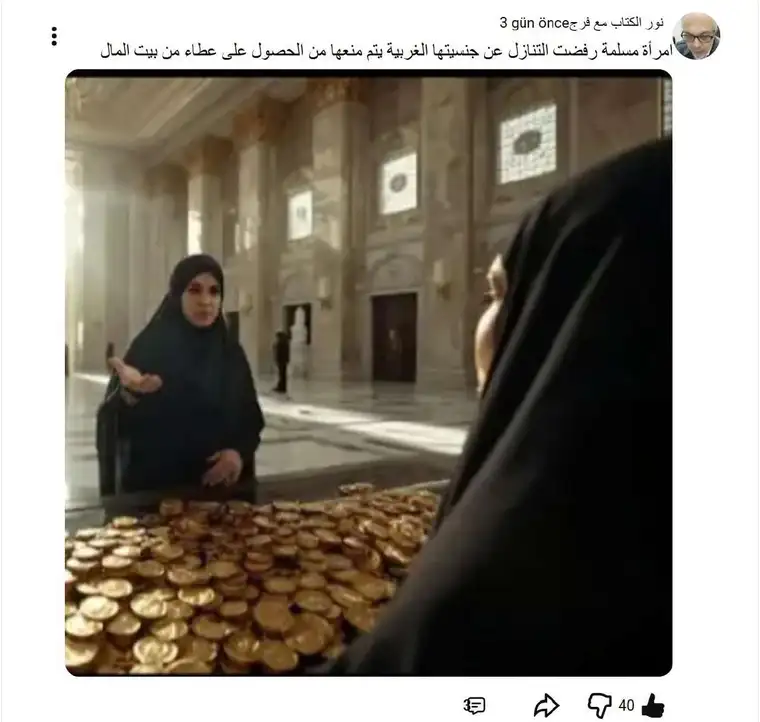 نور الكتاب مع فرج3 gün önce
امرأة مسلمة رفضت التنازل عن جنسيتها الغربية يتم منعها من الحصول على عطاء من بيت المال
40
3